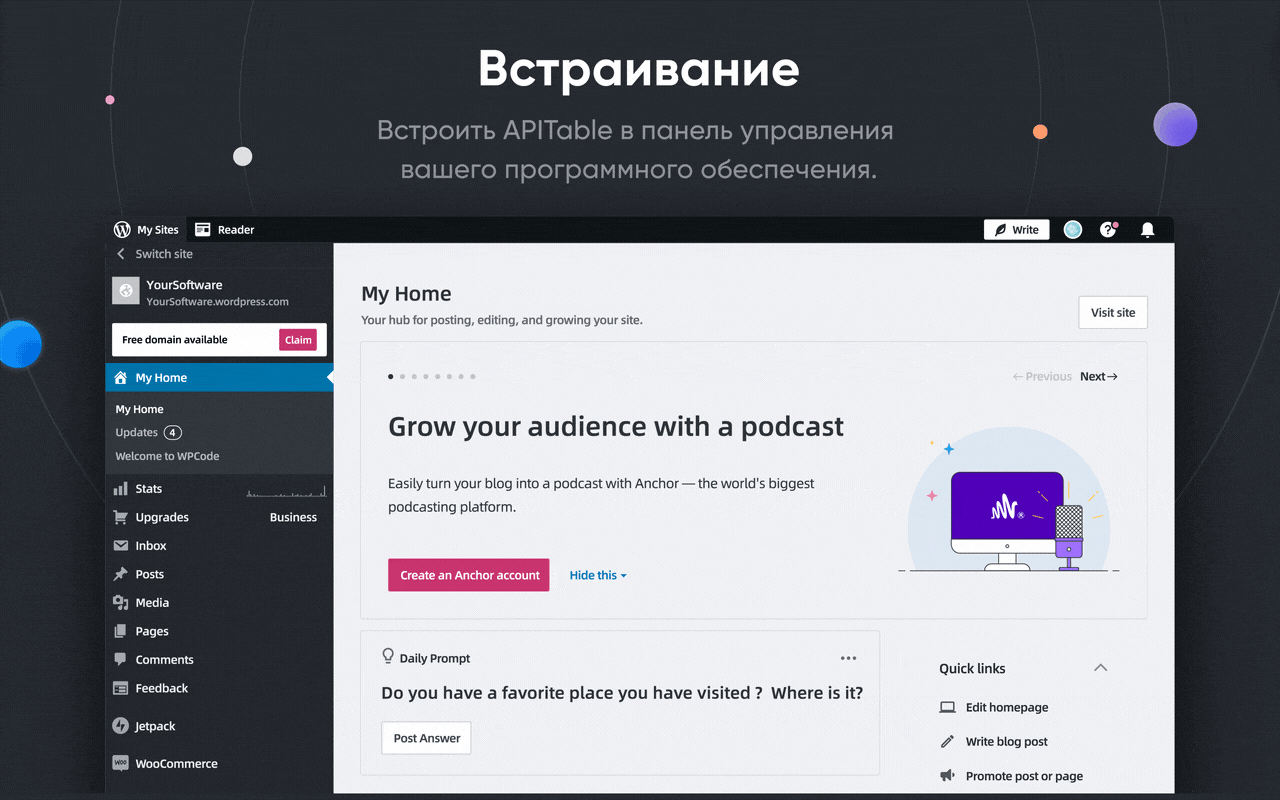 Встраивание
Встроить APITable в панель управления
вашего программного обеспечения.
My Sites
Reader
Write
Switch site
YourSoftware
YourSoftware.wordpress.com
Free domain available
Claim
My Home
My Home
Updates 4
Welcome to WPCode
Stats
Upgrades
Business
Inbox
Posts
Media
Pages
Comments
Feedback
Jetpack
WooCommerce
My Home
Your hub for posting, editing, and growing your site.
Visit site
←Previous Next→
Grow your audience with a podcast
Easily turn your blog into a podcast with Anchor — the world's biggest
podcasting platform.
Create an Anchor account
Hide this
Daily Prompt
Do you have a favorite place you have visited ? Where is it?
Post Answer
Quick links
Edit homepage
Write blog post
Promote post or page